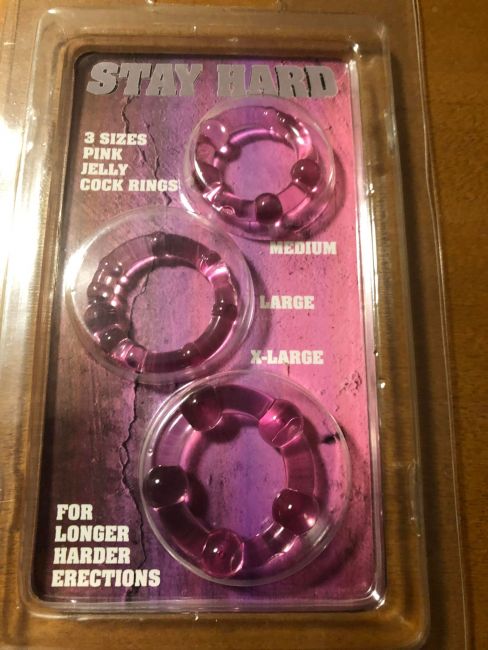 STAY HARD
3 SIZES
PINK
JELLY
COCK RINGS
MEDIUM
LARGE
X-LARGE
FOR
LONGER
HARDER
ERECTIONS